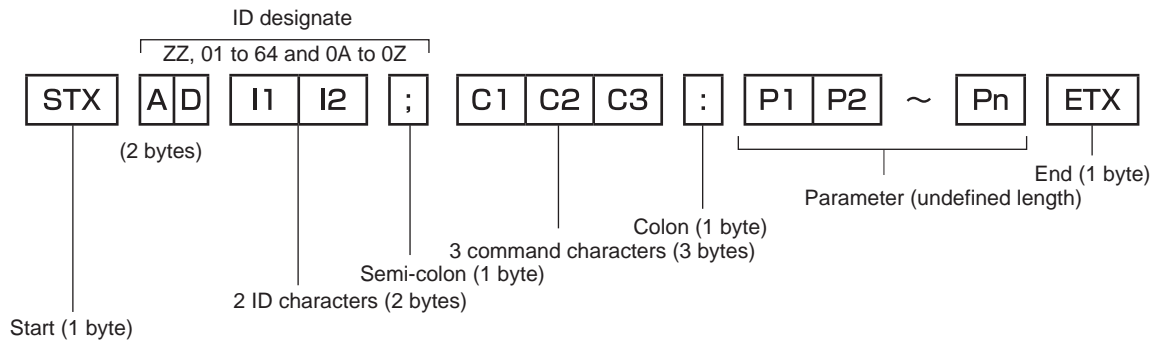 ID designate
ZZ, 01 to 64 and 0A to 0Z
STX A D I1 I2 ; C1 C2 C3 : P1 P2 ～ Pn ETX
(2 bytes)
End (1 byte)
Parameter (undefined length)
Colon (1 byte)
3 command characters (3 bytes)
Semi-colon (1 byte)
2 ID characters (2 bytes)
Start (1 byte)